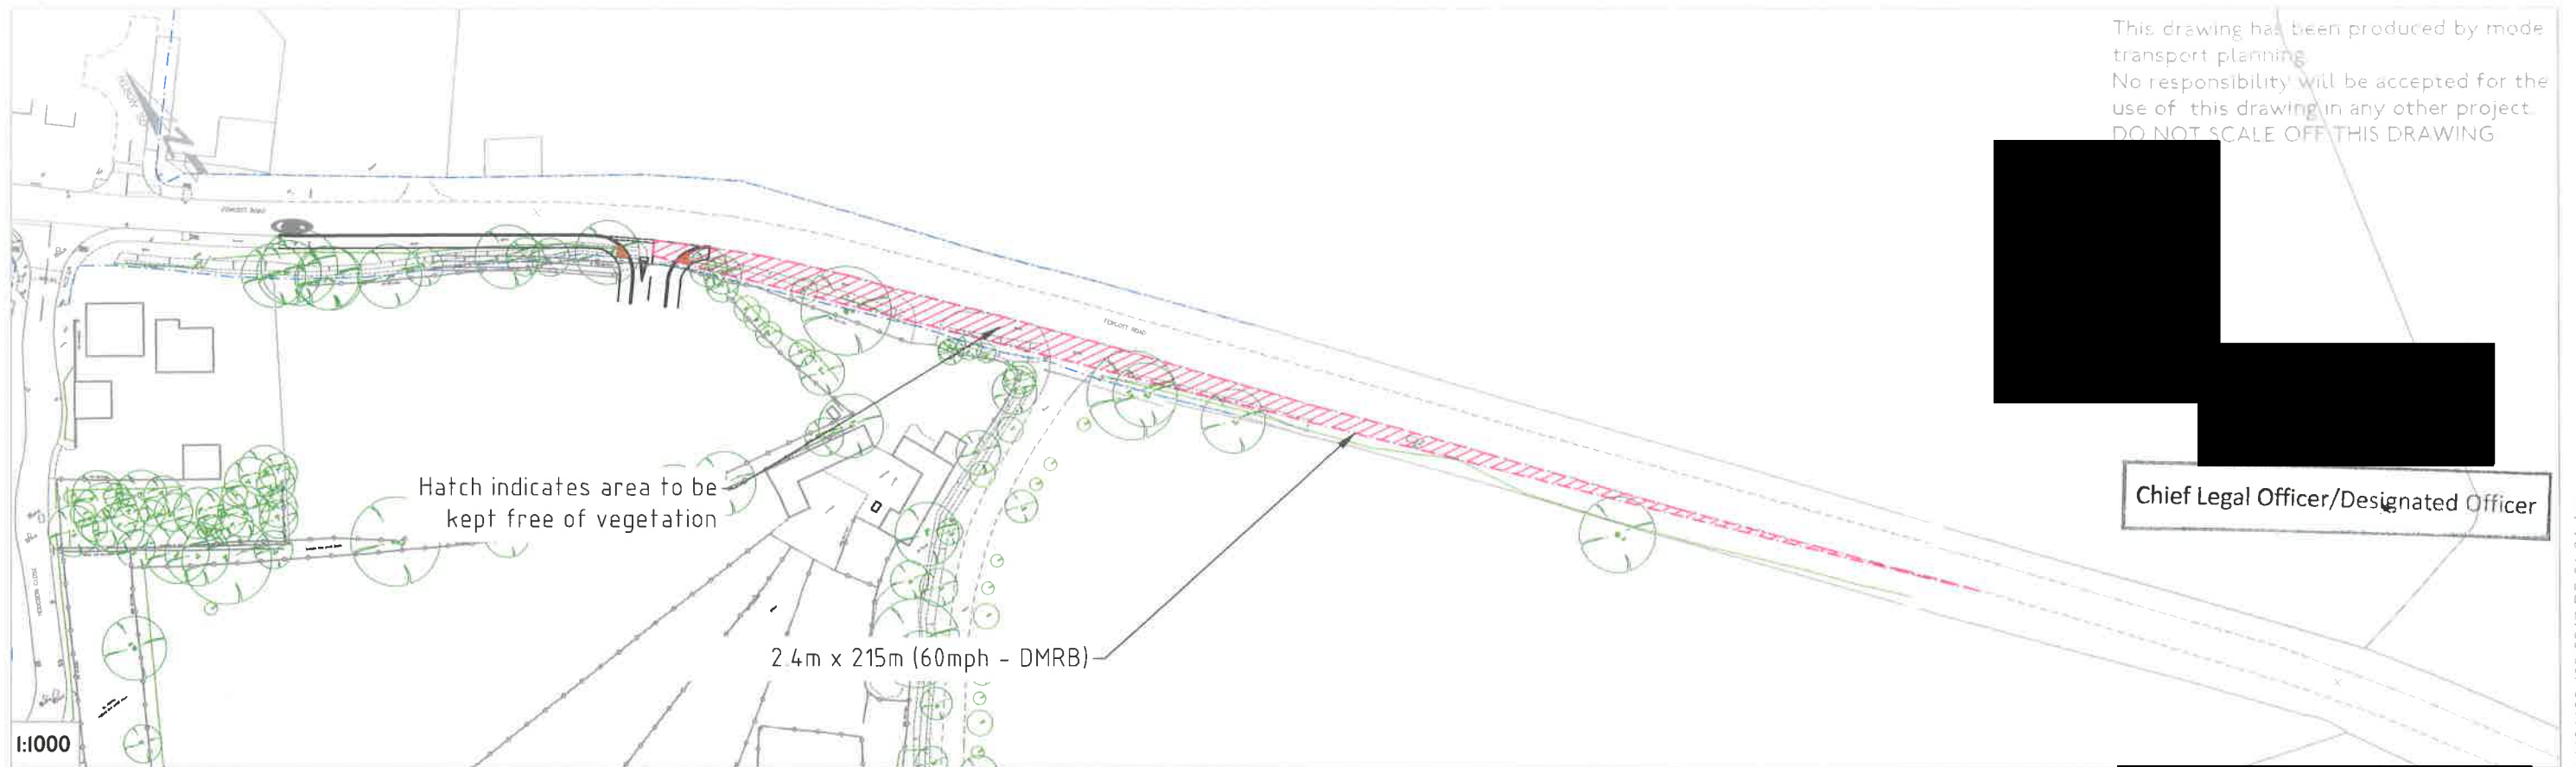 This drawing has been produced by mode
transport planning
No responsibility will be accepted for the
use of this drawing in any other project.
DO NOT SCALE OFF THIS DRAWING
Chief Legal Officer/Designated Officer
Hatch indicates area to be
kept free of vegetation
2.4m x 215m (60mph - DMRB)
1:1000